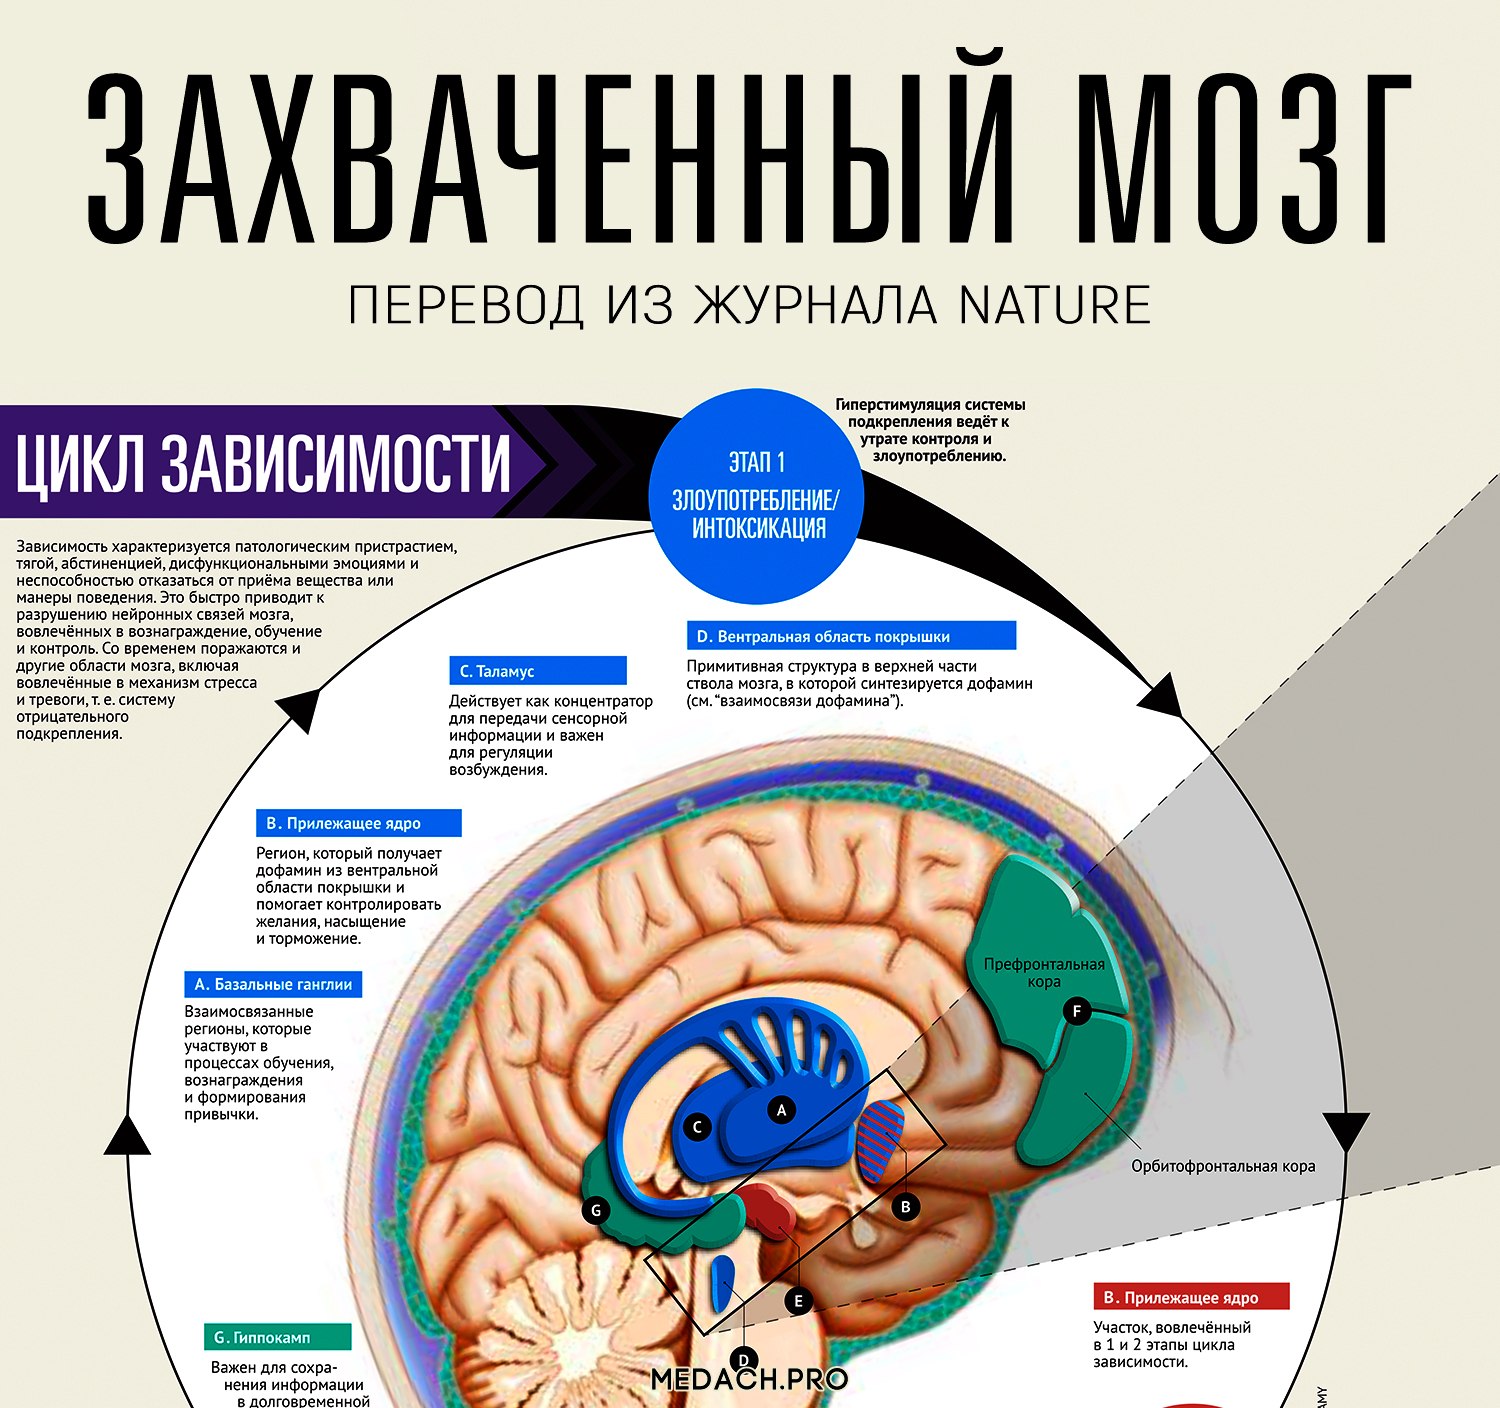 ЗАХВАЧЕННЫЙ МОЗГ
ПЕРЕВОД ИЗ ЖУРНАЛА NATURE
ЦИКЛ ЗАВИСИМОСТИ
Зависимость характеризуется патологическим пристрастием,
тягой, абстиненцией, дисфункциональными эмоциями и
неспособностью отказаться от приёма вещества или
манеры поведения. Это быстро приводит к
разрушению нейронных связей мозга,
вовлечённых в вознаграждение, обучение
и контроль. Со временем поражаются и
другие области мозга, включая
вовлечённые в механизм стресса
и тревоги, т. е. систему
отрицательного
подкрепления.
ЭТАП 1
ЗЛОУПОТРЕБЛЕНИЕ/
ИНТОКСИКАЦИЯ
Гиперстимуляция системы
подкрепления ведёт к
утрате контроля и
злоупотреблению.
D. Вентральная область покрышки
Примитивная структура в верхней части
ствола мозга, в которой синтезируется дофамин
(см. “взаимосвязи дофамина”).
C. Таламус
Действует как концентратор
для передачи сенсорной
информации и важен
для регуляции
возбуждения.
B. Прилежащее ядро
Регион, который получает
дофамин из вентральной
области покрышки и
помогает контролировать
желания, насыщение
и торможение.
A. Базальные ганглии
Взаимосвязанные
регионы, которые
участвуют в
процессах обучения,
вознаграждения
и формирования
привычки.
Префронтальная
кора
F
C
A
Орбитофронтальная кора
G
B
E
D
B. Прилежащее ядро
Участок, вовлечённый
в 1 и 2 этапы цикла
зависимости.
G. Гиппокамп
Важен для сохра-
нения информации
в долговременной
MEDACH.PRO